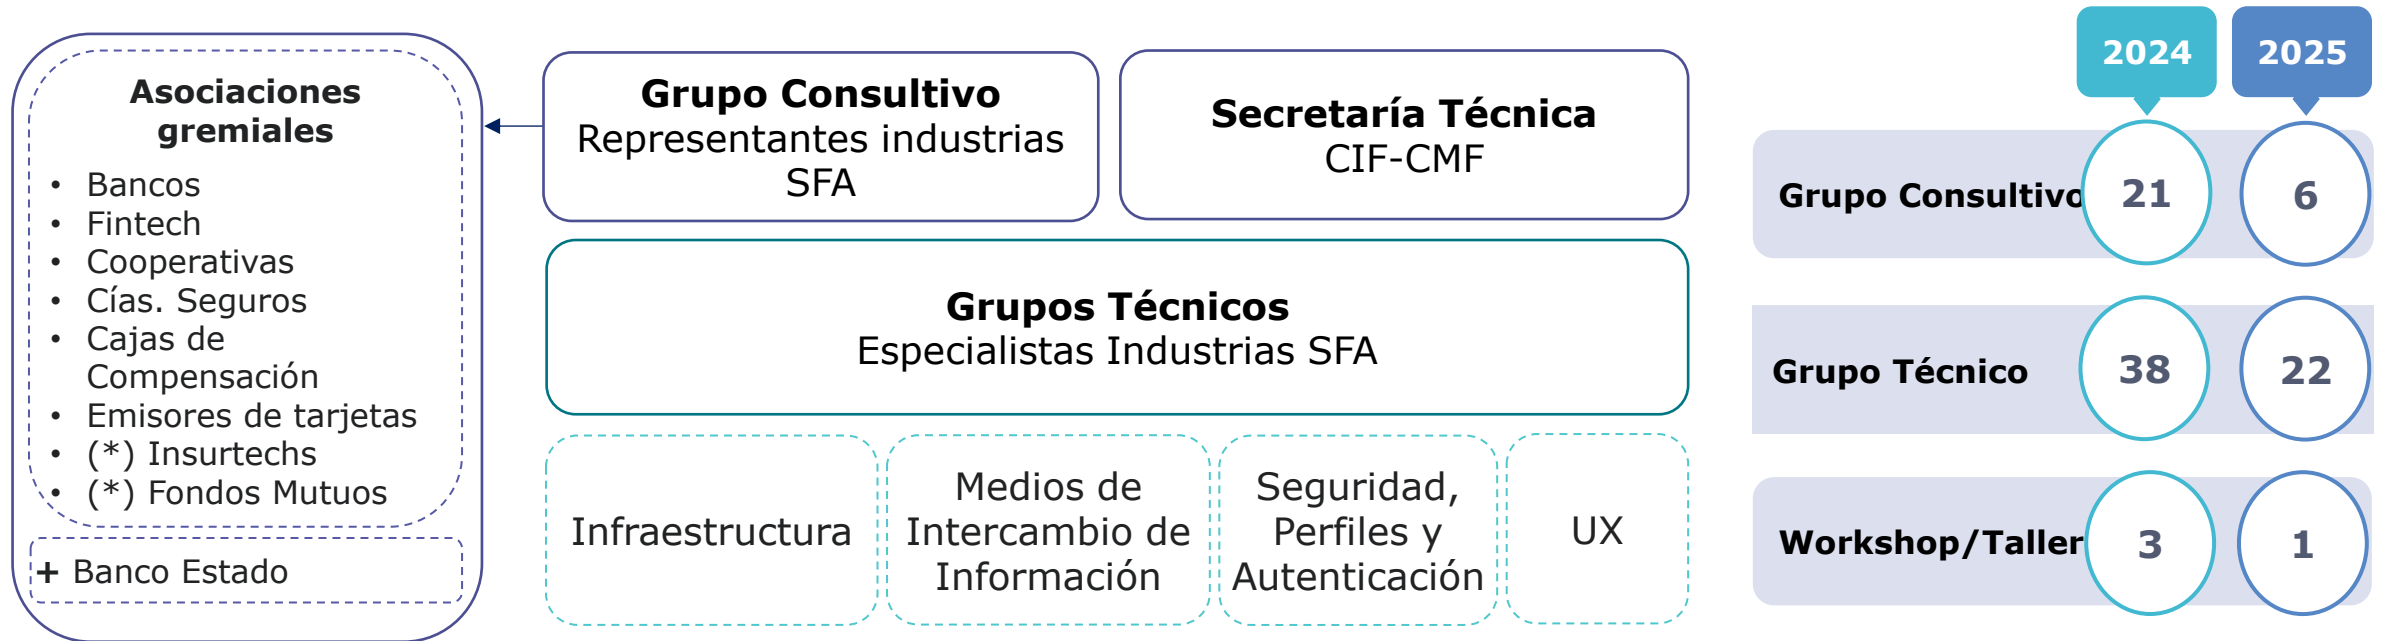 Asociaciones
gremiales
• Bancos
• Fintech
• Cooperativas
• Cías. Seguros
• Cajas de
Compensación
• Emisores de tarjetas
• (*) Insurtechs
• (*) Fondos Mutuos
+ Banco Estado
Grupo Consultivo
Representantes industrias
SFA
Secretaría Técnica
CIF-CMF
Grupos Técnicos
Especialistas Industrias SFA
Infraestructura
Medios de
Intercambio de
Información
Seguridad,
Perfiles y
Autenticación
UX
2024 2025
Grupo Consultivo 21 6
Grupo Técnico 38 22
Workshop/Taller 3 1